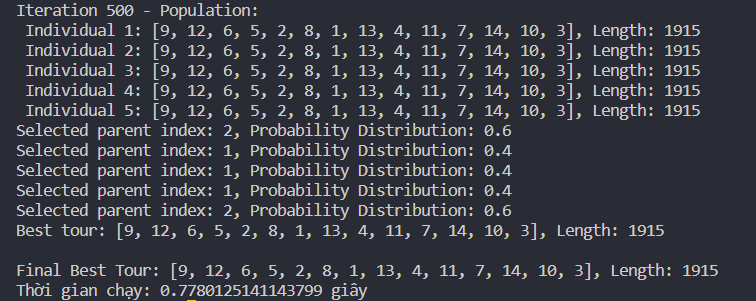 Iteration 500 - Population:
Individual 1: [9, 12, 6, 5, 2, 8, 1, 13, 4, 11, 7, 14, 10, 3], Length: 1915
Individual 2: [9, 12, 6, 5, 2, 8, 1, 13, 4, 11, 7, 14, 10, 3], Length: 1915
Individual 3: [9, 12, 6, 5, 2, 8, 1, 13, 4, 11, 7, 14, 10, 3], Length: 1915
Individual 4: [9, 12, 6, 5, 2, 8, 1, 13, 4, 11, 7, 14, 10, 3], Length: 1915
Individual 5: [9, 12, 6, 5, 2, 8, 1, 13, 4, 11, 7, 14, 10, 3], Length: 1915
Selected parent index: 2, Probability Distribution: 0.6
Selected parent index: 1, Probability Distribution: 0.4
Selected parent index: 1, Probability Distribution: 0.4
Selected parent index: 1, Probability Distribution: 0.4
Selected parent index: 2, Probability Distribution: 0.6
Best tour: [9, 12, 6, 5, 2, 8, 1, 13, 4, 11, 7, 14, 10, 3], Length: 1915
Final Best Tour: [9, 12, 6, 5, 2, 8, 1, 13, 4, 11, 7, 14, 10, 3], Length: 1915
Thời gian chạy: 0.7780125141143799 giây